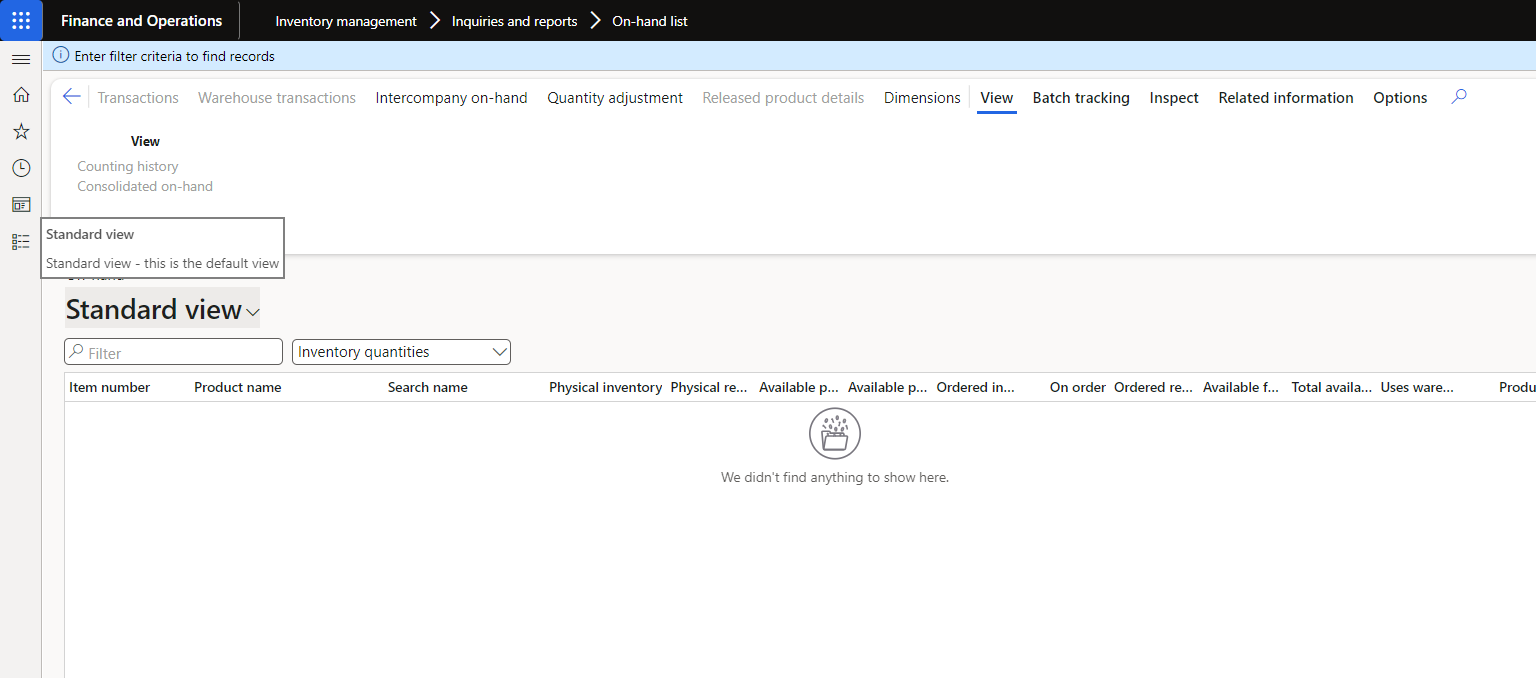 Finance and Operations
Inventory management Inquiries and reports On-hand list
Enter filter criteria to find records
Transactions Warehouse transactions Intercompany on-hand Quantity adjustment Released product details Dimensions View Batch tracking Inspect Related information Options
View
Counting history
Consolidated on-hand
Standard view
Standard view - this is the default view
Standard view
Filter Inventory quantities
Item number Product name Search name Physical inventory Physical re... Available p... Available p... Ordered in... On order Ordered re... Available f... Total availa... Uses ware... Produ
We didn't find anything to show here.